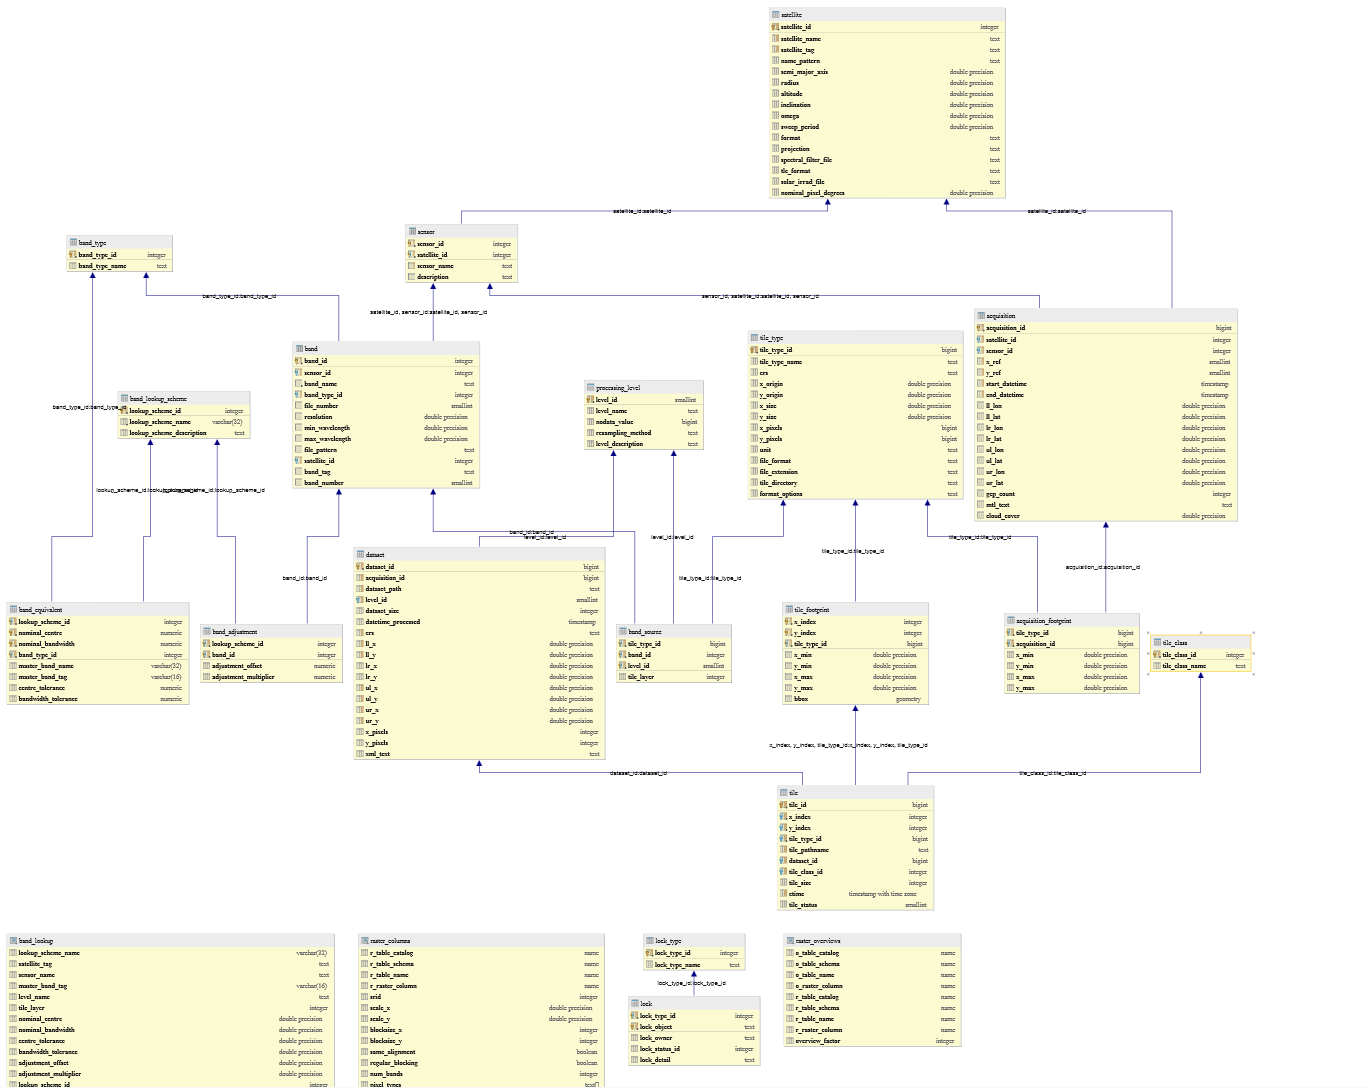 satellite
satellite_id integer
satellite_name text
satellite_tag text
name_pattern text
semi_major_axis double precision
radius double precision
altitude double precision
inclination double precision
omega double precision
sweep_period double precision
format text
projection text
spectral_filter_file text
tle_format text
solar_irrad_file text
nominal_pixel_degrees double precision
satellite_id:satellite_id
satellite_id:satellite_id
sensor
sensor_id integer
satellite_id integer
sensor_name text
description text
band_type
band_type_id integer
band_type_name text
band_type_id:band_type_id
satellite_id, sensor_id:satellite_id, sensor_id
sensor_id, satellite_id:satellite_id, sensor_id
acquisition
acquisition_id bigint
satellite_id integer
sensor_id integer
x_ref smallint
y_ref smallint
start_datetime timestamp
end_datetime timestamp
ll_lon double precision
ll_lat double precision
lr_lon double precision
lr_lat double precision
ul_lon double precision
ul_lat double precision
ur_lon double precision
ur_lat double precision
gcp_count integer
mtl_text text
cloud_cover double precision
tile_type
tile_type_id bigint
tile_type_name text
crs text
x_origin double precision
y_origin double precision
x_size double precision
y_size double precision
x_pixels bigint
y_pixels bigint
unit text
file_format text
file_extension text
tile_directory text
format_options text
band
band_id integer
sensor_id integer
band_name text
band_type_id integer
file_number smallint
resolution double precision
min_wavelength double precision
max_wavelength double precision
file_pattern text
satellite_id integer
band_tag text
band_number smallint
processing_level
level_id smallint
level_name text
nodata_value bigint
resampling_method text
level_description text
band_lookup_scheme
lookup_scheme_id integer
lookup_scheme_name varchar(32)
lookup_scheme_description text
band_type_id:band_type_id
lookup_scheme_id:lookup_scheme_id
lookup_scheme_id:lookup_scheme_id
band_id:band_id
level_id:level_id
level_id:level_id
tile_type_id:tile_type_id
tile_type_id:tile_type_id
acquisition_id:acquisition_id
band_id:band_id
tile_type_id:tile_type_id
dataset
dataset_id bigint
acquisition_id bigint
dataset_path text
level_id smallint
dataset_size integer
datetime_processed timestamp
crs text
ll_x double precision
ll_y double precision
lr_x double precision
lr_y double precision
ul_x double precision
ul_y double precision
ur_x double precision
ur_y double precision
x_pixels integer
y_pixels integer
xml_text text
band_equivalent
lookup_scheme_id integer
nominal_centre numeric
nominal_bandwidth numeric
band_type_id integer
master_band_name varchar(32)
master_band_tag varchar(16)
centre_tolerance numeric
bandwidth_tolerance numeric
band_adjustment
lookup_scheme_id integer
band_id integer
adjustment_offset numeric
adjustment_multiplier numeric
band_source
tile_type_id bigint
band_id integer
level_id smallint
tile_layer integer
tile_footprint
x_index integer
y_index integer
tile_type_id bigint
x_min double precision
y_min double precision
x_max double precision
y_max double precision
bbox geometry
acquisition_footprint
tile_type_id bigint
acquisition_id bigint
x_min double precision
y_min double precision
x_max double precision
y_max double precision
tile_class
tile_class_id integer
tile_class_name text
x_index, y_index, tile_type_id:x_index, y_index, tile_type_id
dataset_id:dataset_id
tile_class_id:tile_class_id
tile
tile_id bigint
x_index integer
y_index integer
tile_type_id bigint
tile_pathname text
dataset_id bigint
tile_class_id integer
tile_size integer
ctime timestamp with time zone
tile_status smallint
band_lookup
lookup_scheme_name varchar(32)
satellite_tag text
sensor_name text
master_band_tag varchar(16)
level_name text
tile_layer integer
nominal_centre double precision
nominal_bandwidth double precision
centre_tolerance double precision
bandwidth_tolerance double precision
adjustment_offset double precision
adjustment_multiplier double precision
lookup_scheme_id integer
raster_columns
r_table_catalog name
r_table_schema name
r_table_name name
r_raster_column name
srid integer
scale_x double precision
scale_y double precision
blocksize_x integer
blocksize_y integer
same_alignment boolean
regular_blocking boolean
num_bands integer
pixel_types text[]
lock_type
lock_type_id integer
lock_type_name text
lock_type_id:lock_type_id
lock
lock_type_id integer
lock_object text
lock_owner text
lock_status_id integer
lock_detail text
raster_overviews
o_table_catalog name
o_table_schema name
o_table_name name
o_raster_column name
r_table_catalog name
r_table_schema name
r_table_name name
r_raster_column name
overview_factor integer